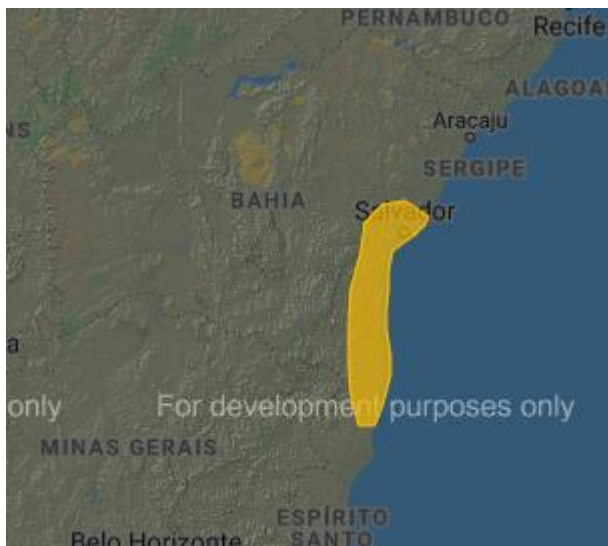 PERNAMBUCO
Recife
ALAGOA
NS
Aracaju
SERGIPE
BAHIA
Salvador
a
only
For development purposes only
MINAS GERAIS
ESPÍRITO
SANTO
Belo Horizonte